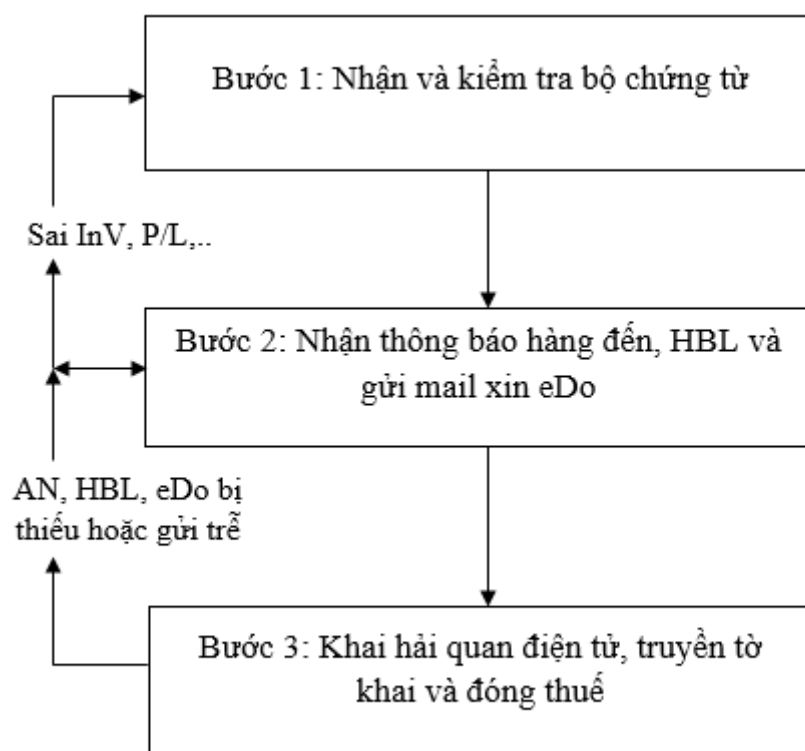 Bước 1: Nhận và kiểm tra bộ chứng từ
Sai InV, P/L,..
Bước 2: Nhận thông báo hàng đến, HBL và
gửi mail xin eDo
AN, HBL, eDo bị
thiếu hoặc gửi trễ
Bước 3: Khai hải quan điện tử, truyền tờ
khai và đóng thuế